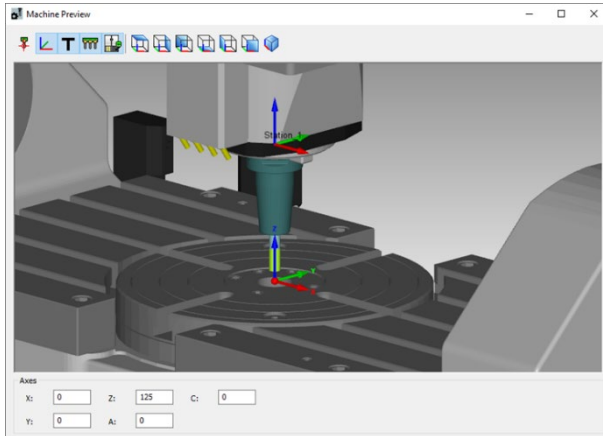 Machine Preview
Station 1
Z
Y
Axes
X: 0 Z: 125 C: 0
Y: 0 A: 0